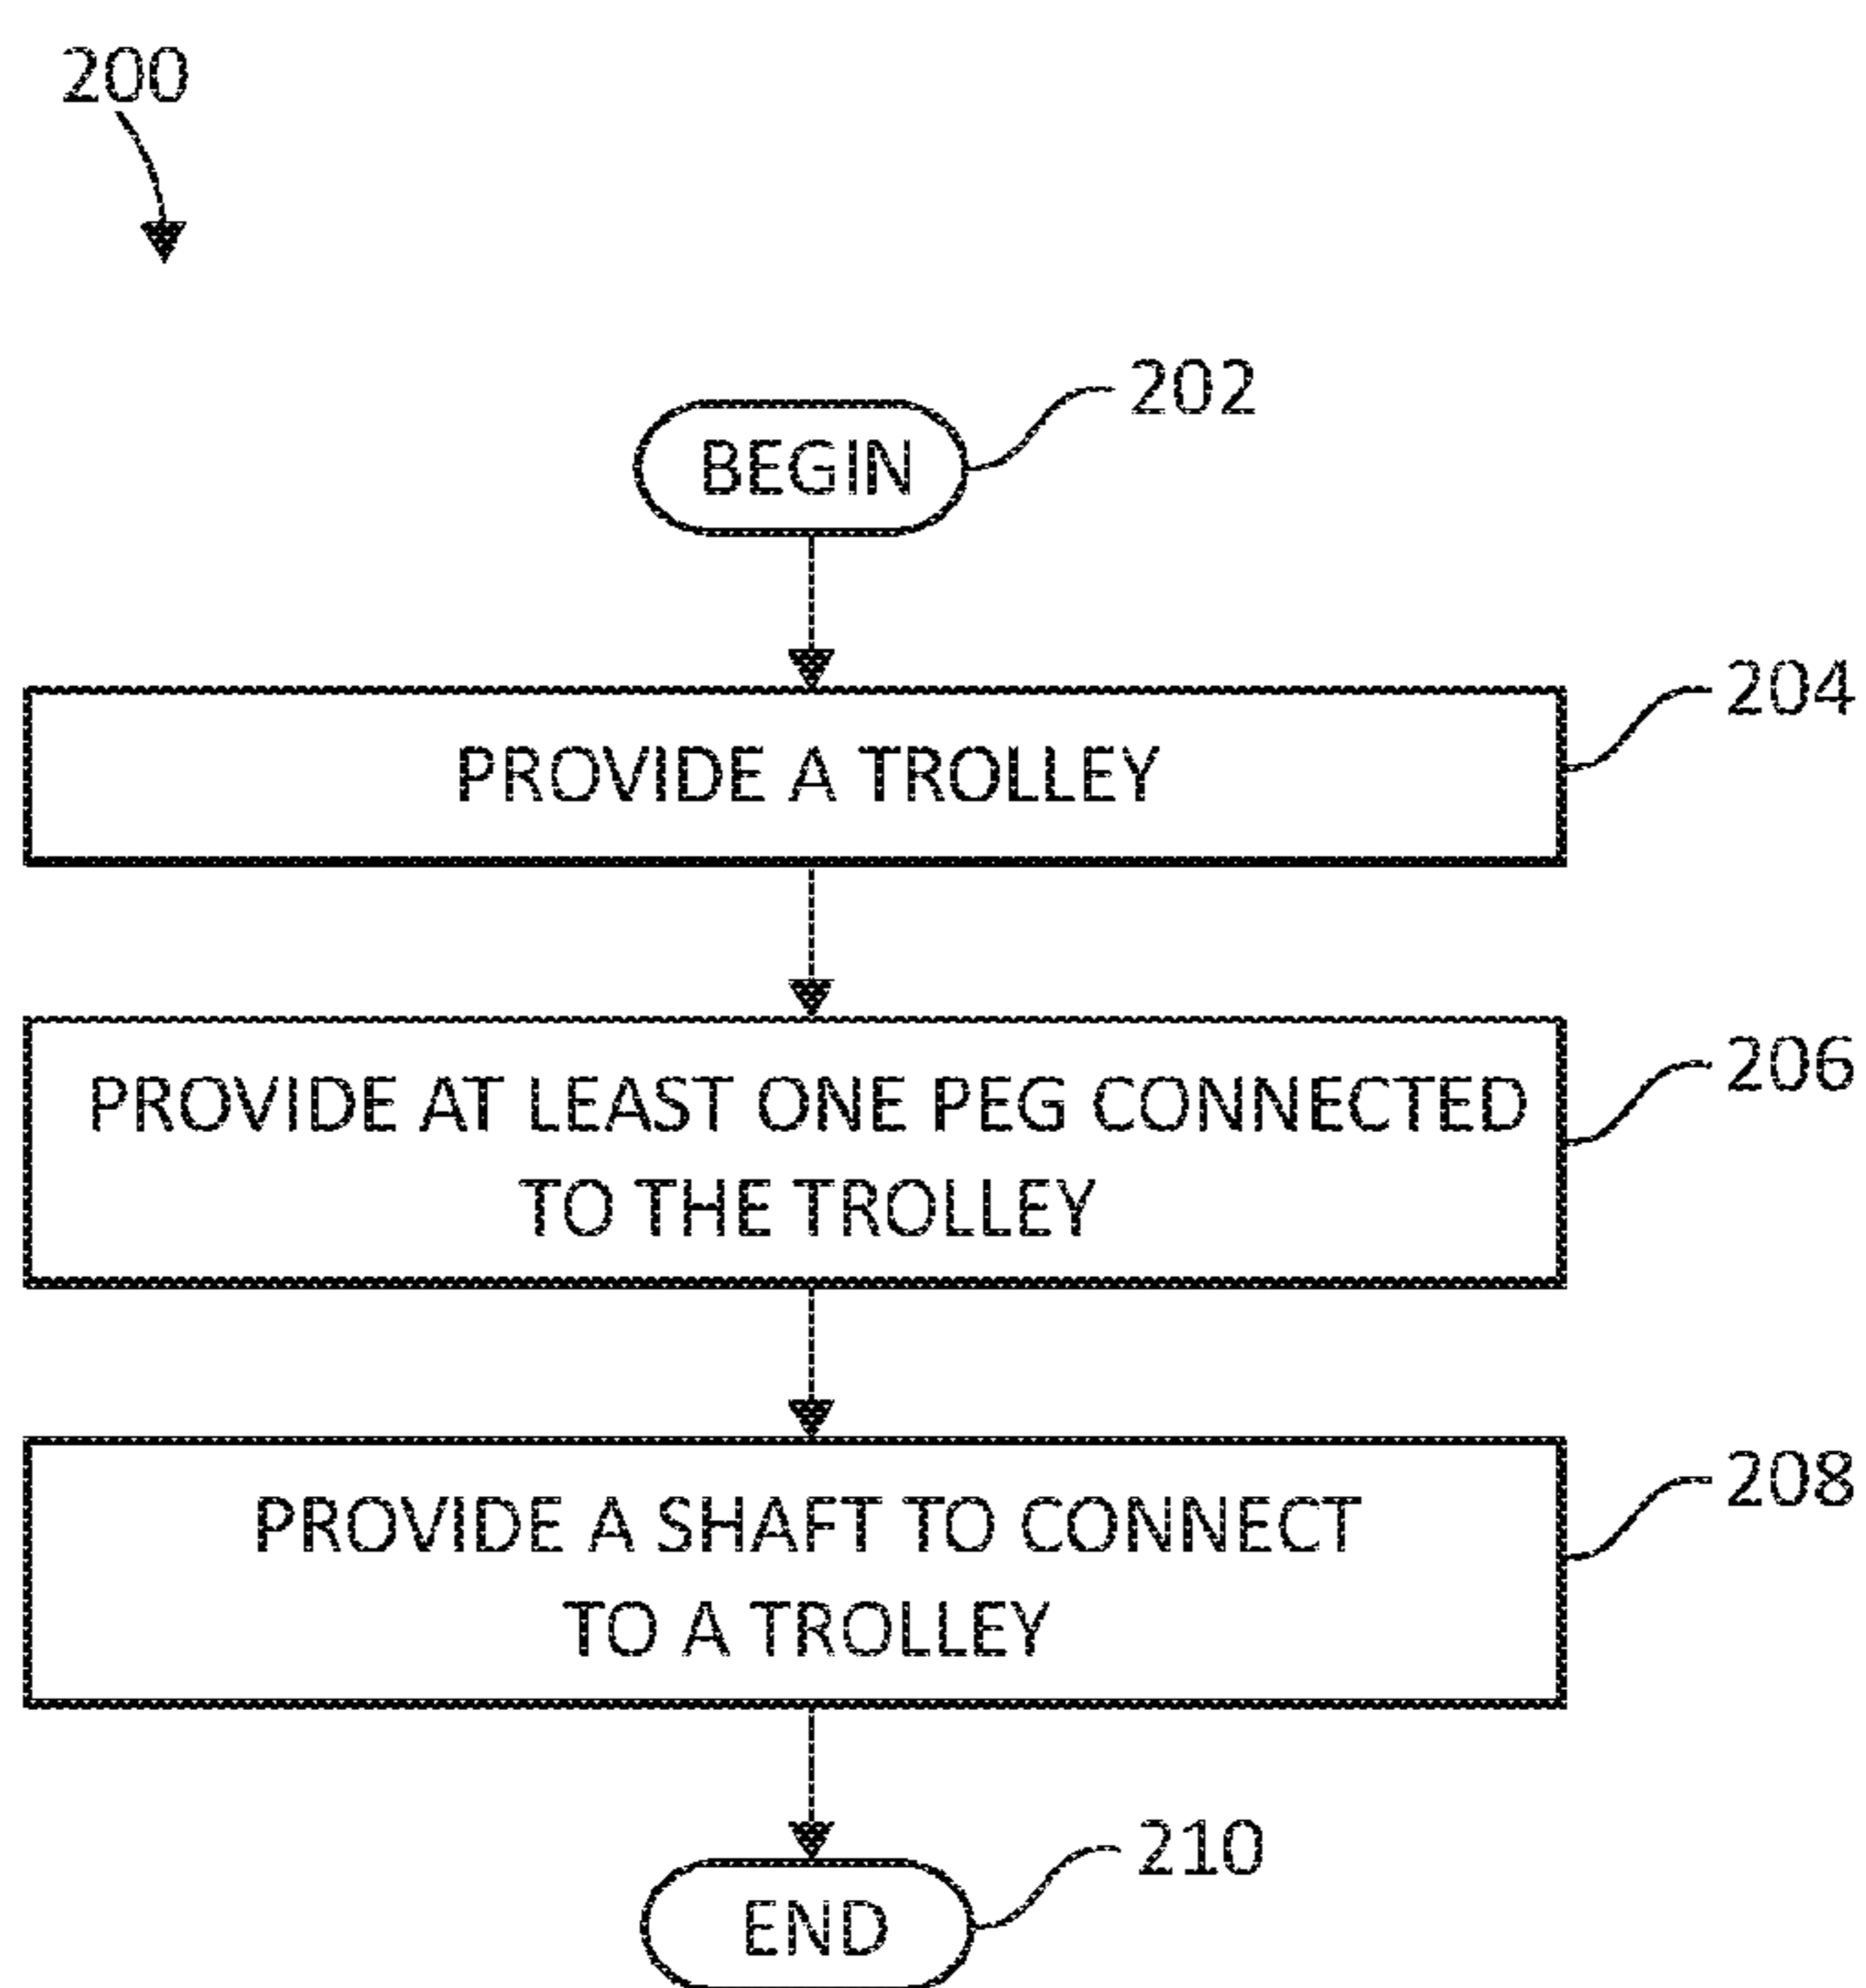 200
202
BEGIN
204
PROVIDE A TROLLEY
206
PROVIDE AT LEAST ONE PEG CONNECTED
TO THE TROLLEY
208
PROVIDE A SHAFT TO CONNECT
TO A TROLLEY
210
END